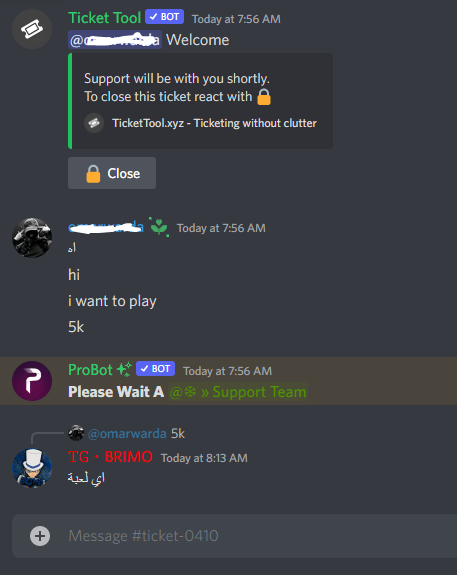 Ticket Tool ✓ BOT Today at 7:56 AM
Welcome
Support will be with you shortly.
To close this ticket react with 🔒
TicketTool.xyz - Ticketing without clutter
🔒 Close
Today at 7:56 AM
اه
hi
i want to play
5k
ProBot ✓ BOT Today at 7:56 AM
Please Wait A @❄ » Support Team
@omarwarda 5k
TG • BRIMO Today at 8:13 AM
اي لعبة
Message #ticket-0410